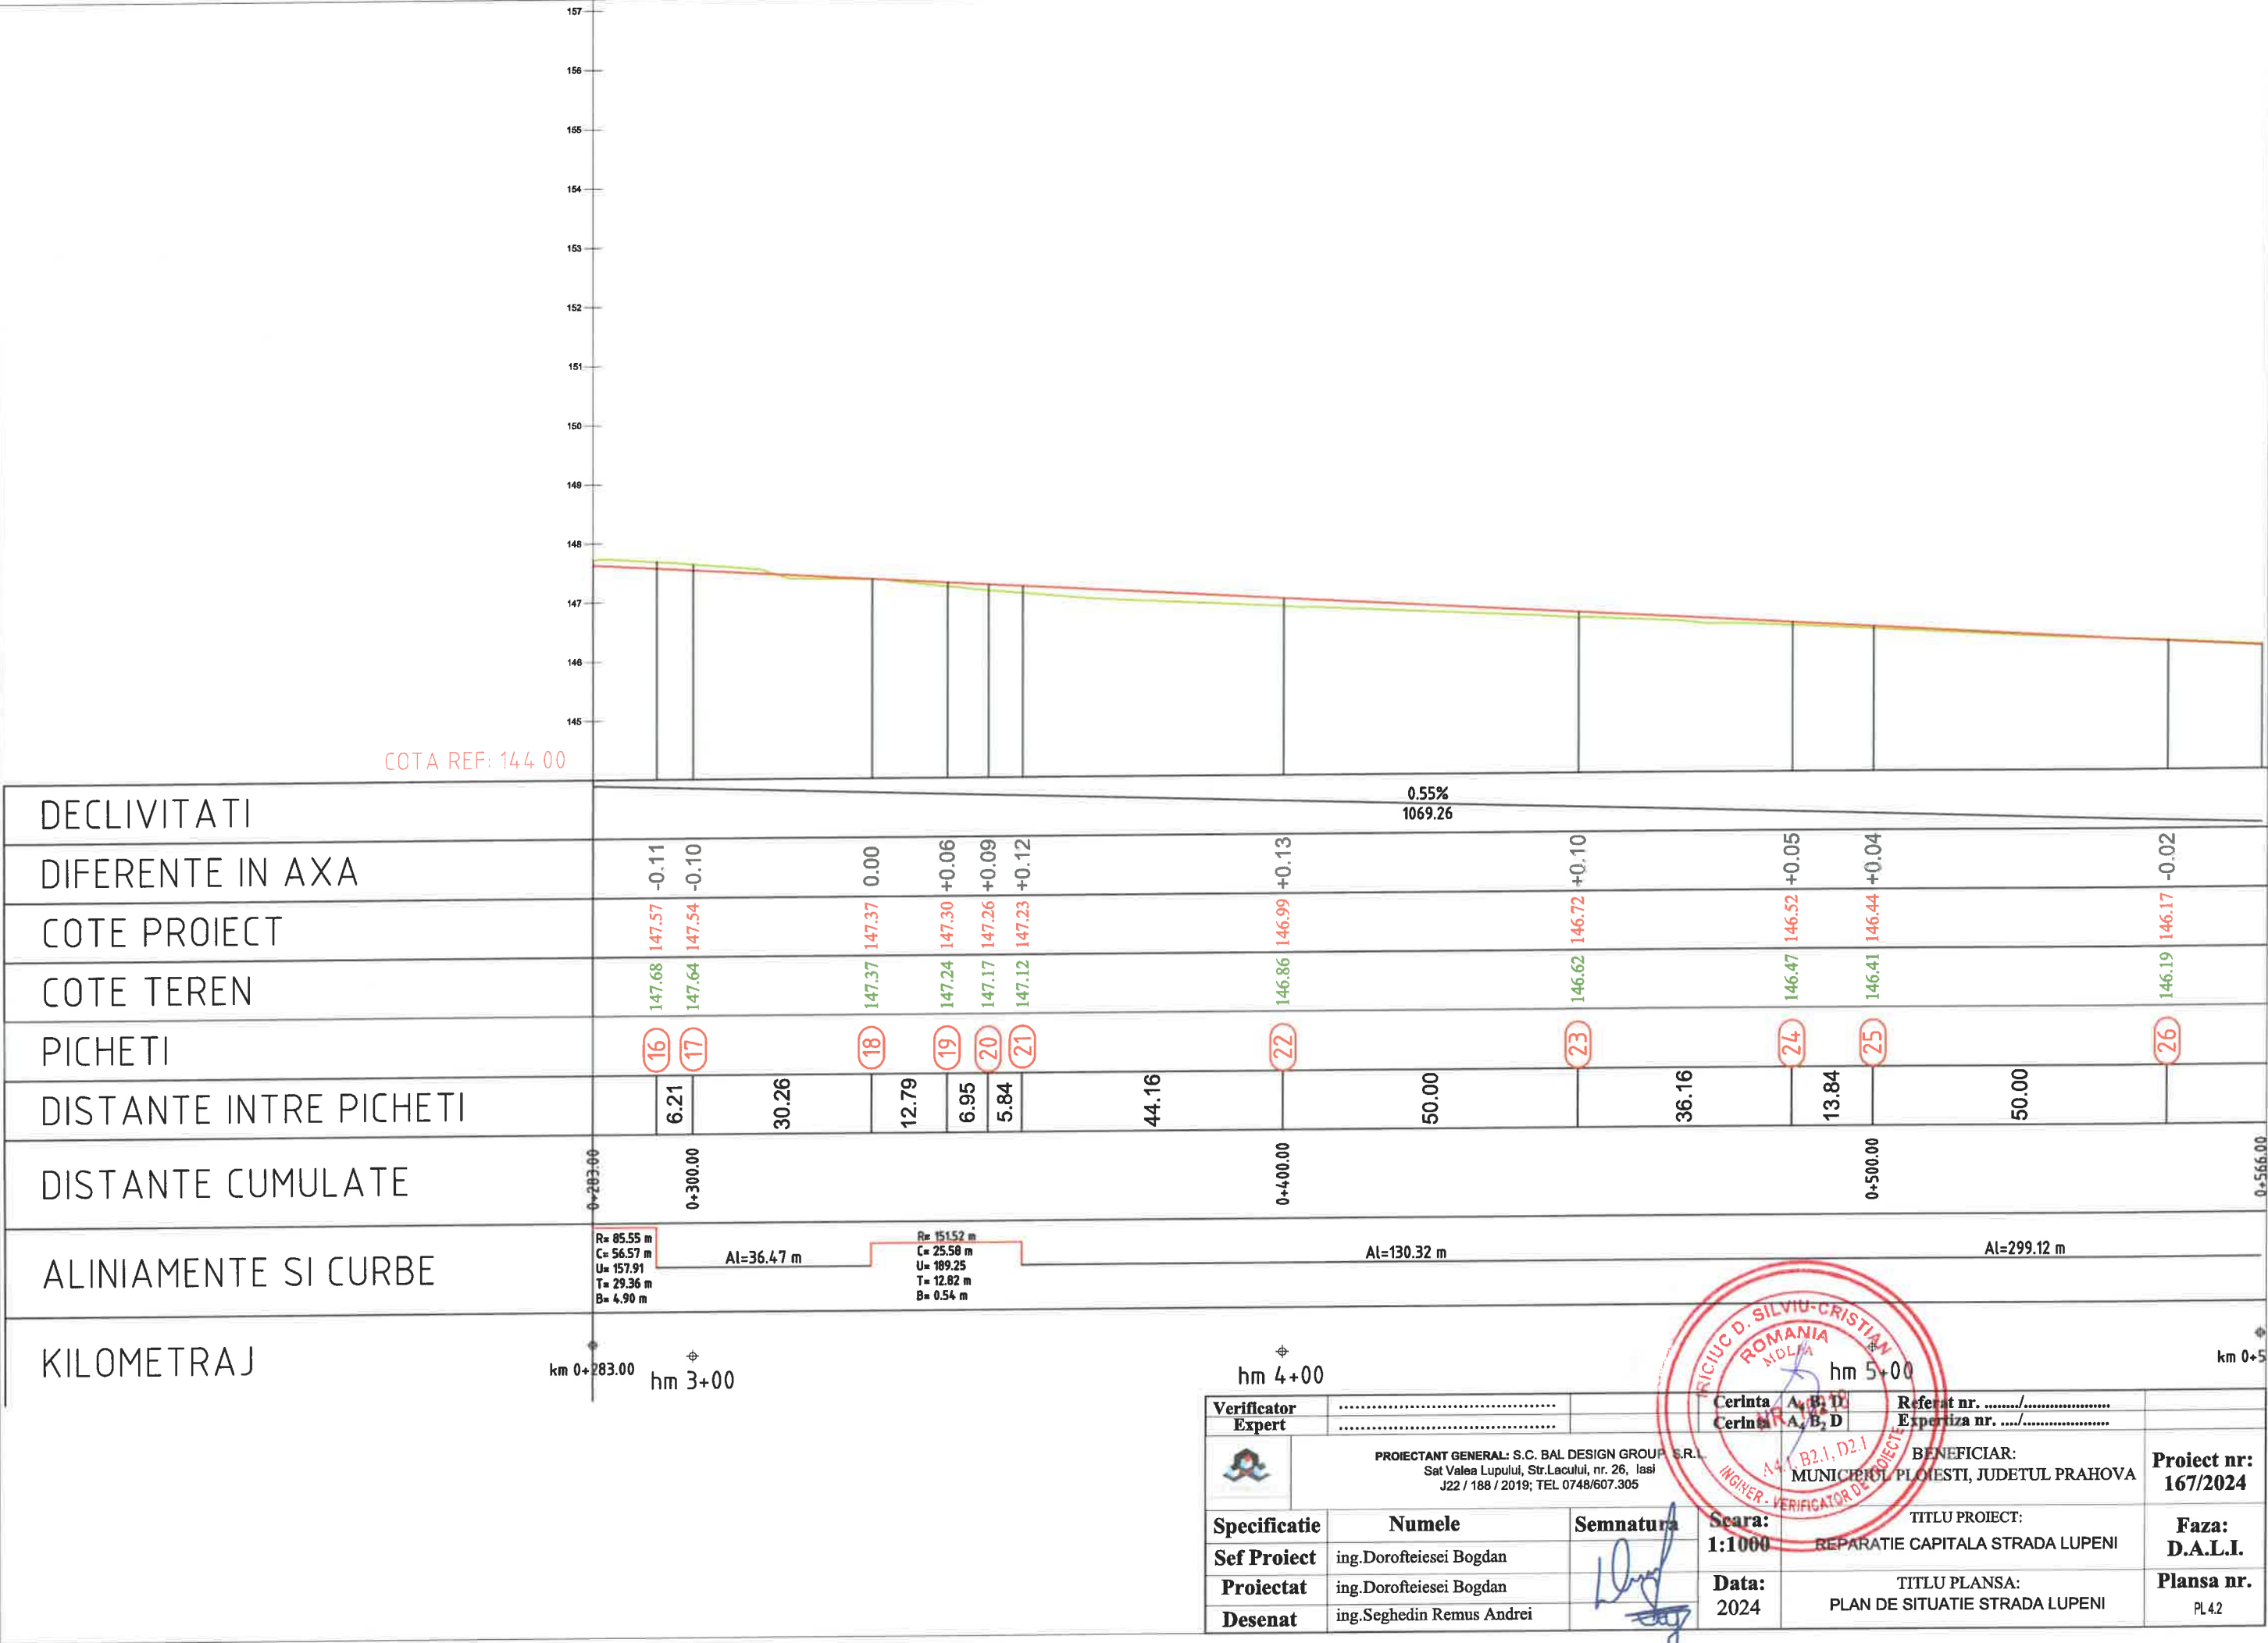 157
156
155
154
153
152
151
150
149
148
147
146
145
COTA REF: 144 00
DECLIVITATI
0.55%
1069.26
DIFERENTE IN AXA
-0.11 -0.10 0.00 +0.06 +0.09 +0.12 +0.13 +0.10 +0.05 +0.04 -0.02
COTE PROIECT
147.57 147.54 147.37 147.30 147.26 147.23 146.99 146.72 146.52 146.44 146.17
COTE TEREN
147.68 147.64 147.37 147.24 147.17 147.12 146.86 146.62 146.47 146.41 146.19
PICHETI
16 17 18 19 20 21 22 23 24 25 26
DISTANTE INTRE PICHETI
6.21 30.26 12.79 6.95 5.84 44.16 50.00 36.16 13.84 50.00
DISTANTE CUMULATE
0+283.00 0+300.00 0+400.00 0+500.00 0+566.00
ALINIAMENTE SI CURBE
R= 85.55 m
C= 56.57 m
U= 157.91
T= 29.36 m
B= 4.90 m
Al=36.47 m
R= 151.52 m
C= 25.58 m
U= 189.25
T= 12.82 m
B= 0.54 m
Al=130.32 m
Al=299.12 m
KILOMETRAJ
km 0+283.00
hm 3+00
hm 4+00
hm 5+00
km 0+5
Verificator ........................................ Cerinta A, B, D Referat nr. ......../......................
Expert ........................................ Cerinta A, B, D Expertiza nr. ..../......................
PROIECTANT GENERAL: S.C. BAL DESIGN GROUP S.R.L.
Sat Valea Lupului, Str.Lacului, nr. 26, Iasi
J22 / 188 / 2019; TEL 0748/607.305
BENEFICIAR:
MUNICIPIUL PLOIESTI, JUDETUL PRAHOVA
Proiect nr:
167/2024
Specificatie Numele Semnatura
Scara:
1:1000
TITLU PROIECT:
REPARATIE CAPITALA STRADA LUPENI
Faza:
D.A.L.I.
Sef Proiect ing.Dorofteiesei Bogdan
Proiectat ing.Dorofteiesei Bogdan
Desenat ing.Seghedin Remus Andrei
Data:
2024
TITLU PLANSA:
PLAN DE SITUATIE STRADA LUPENI
Plansa nr.
PL 4.2
D. SILVIU-CRISTIAN
ROMANIA
MDLPA
A4.1, B2.1, D2.1
INGINER - VERIFICATOR DE PROIECTE